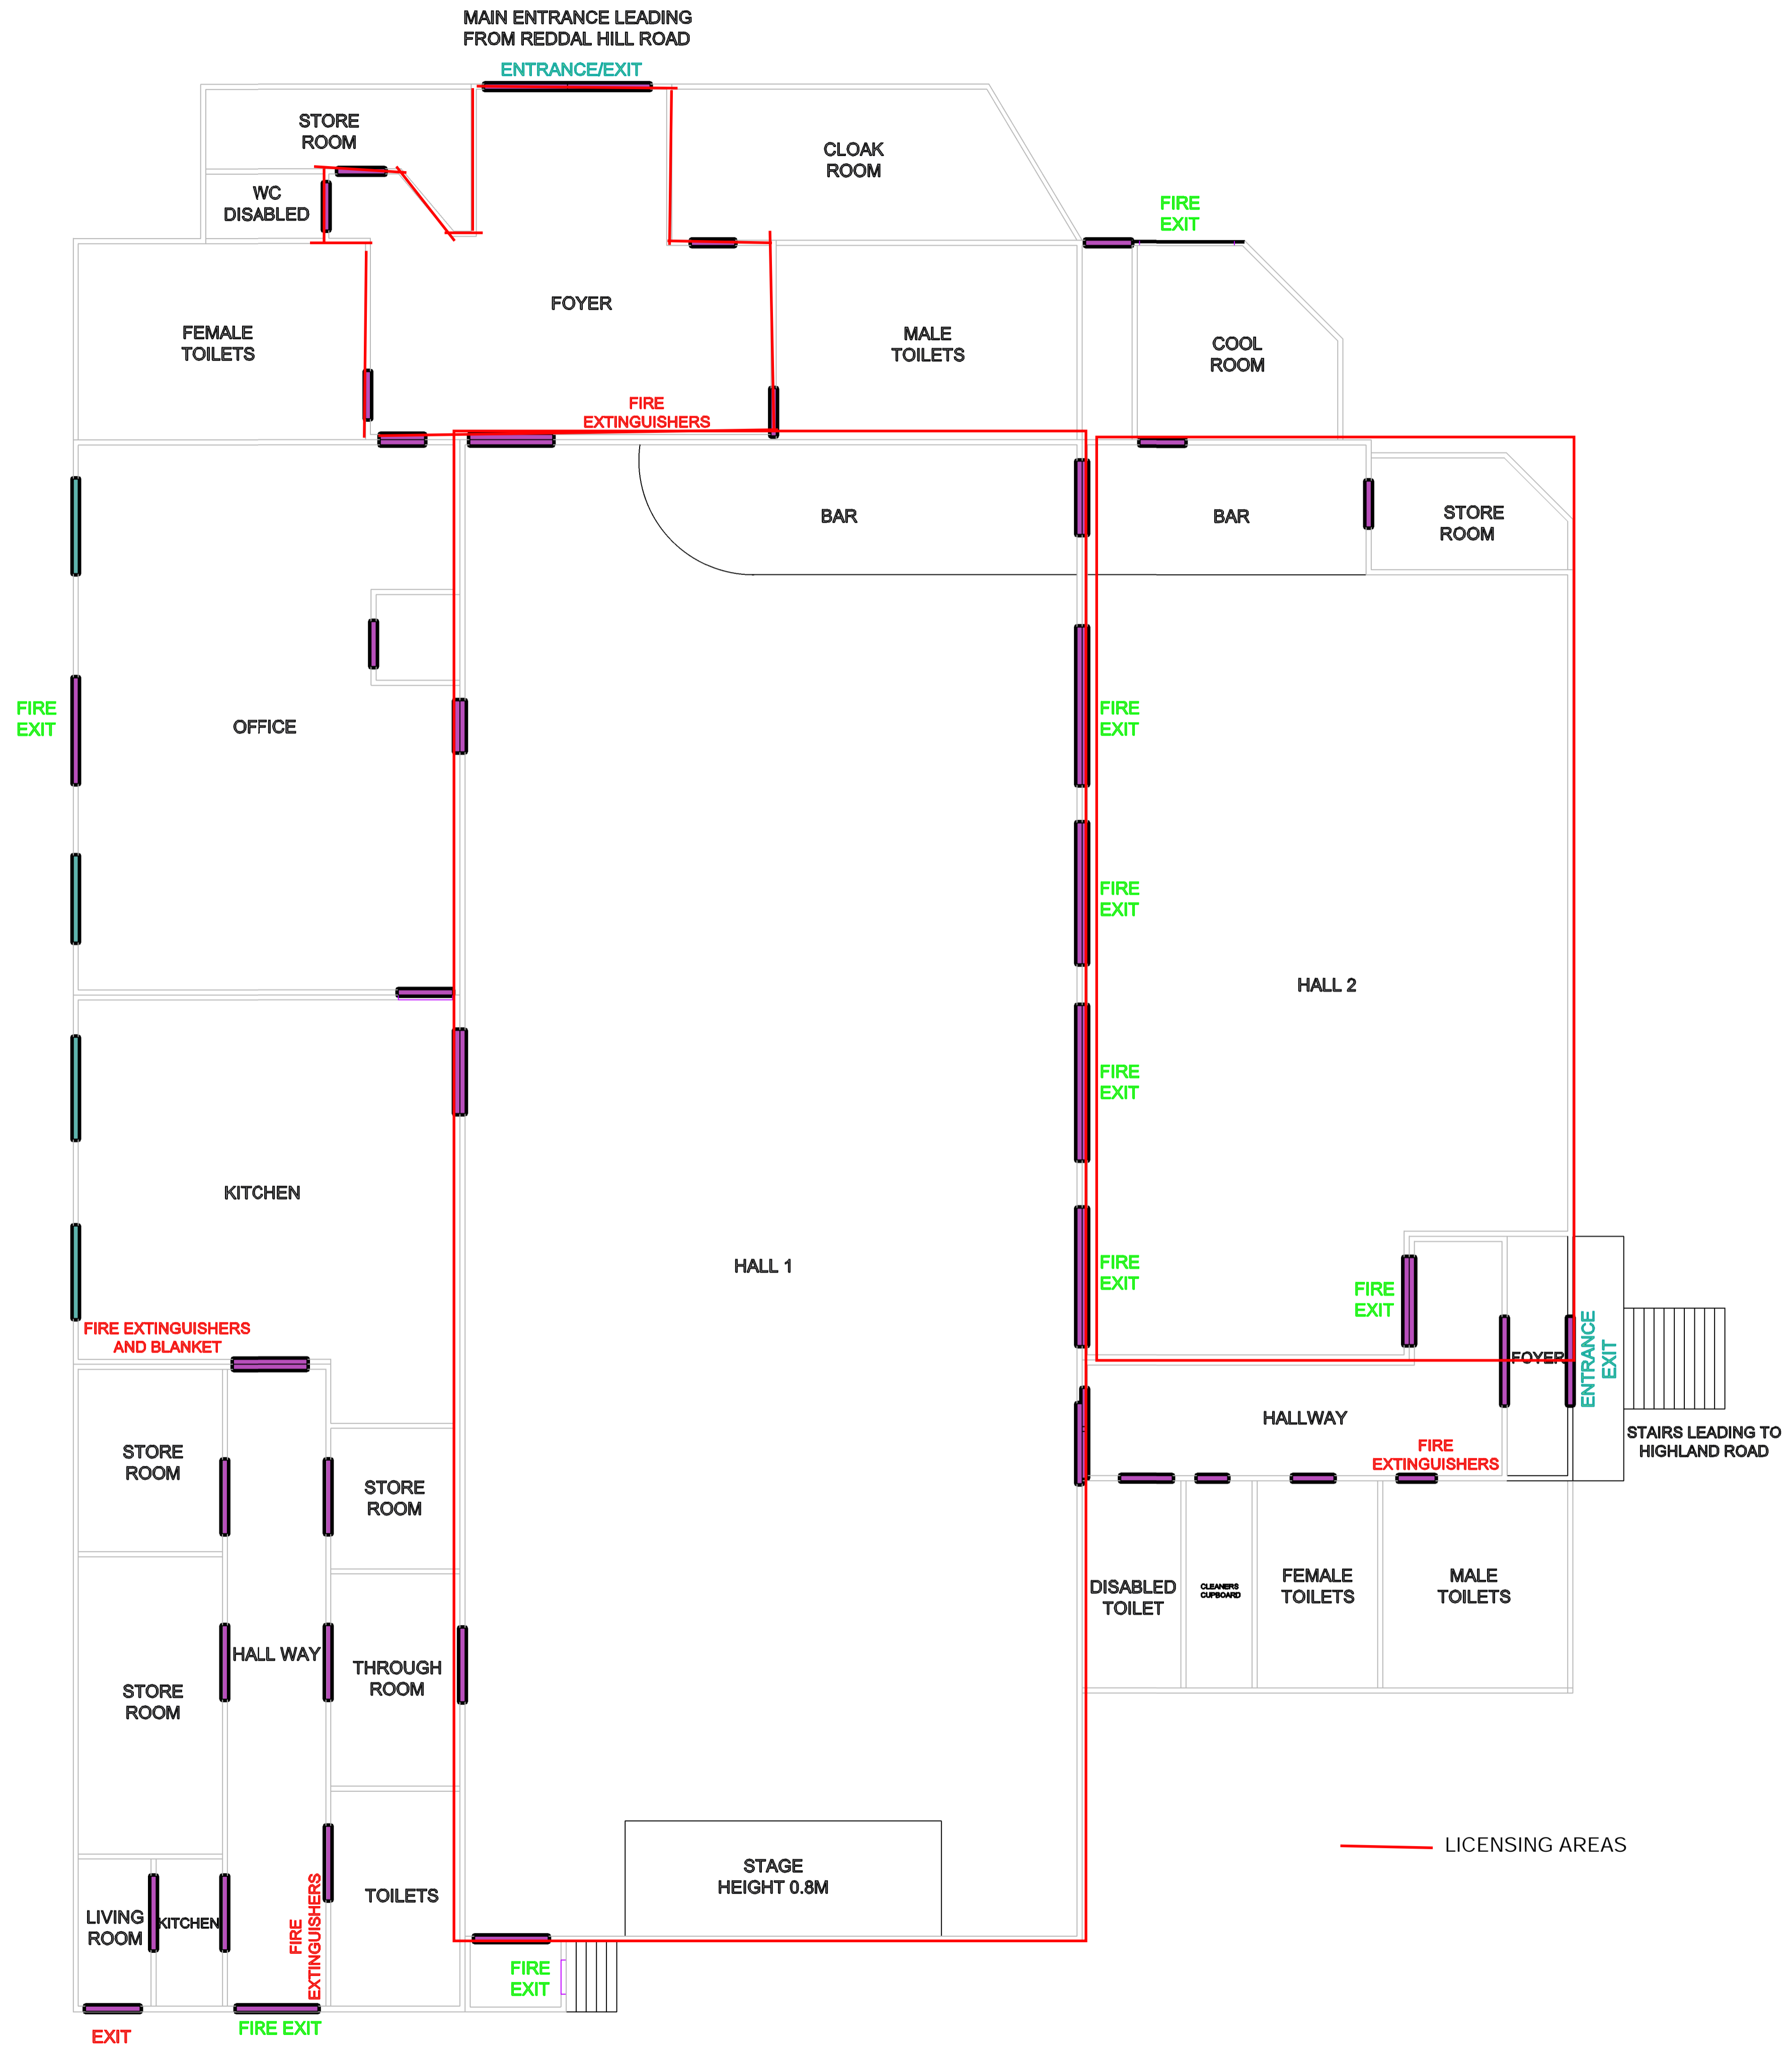 MAIN ENTRANCE LEADING
FROM REDDAL HILL ROAD
ENTRANCE/EXIT
STORE
ROOM
CLOAK
ROOM
WC
DISABLED
FIRE
EXIT
FOYER
FEMALE
TOILETS
MALE
TOILETS
COOL
ROOM
FIRE
EXTINGUISHERS
BAR
BAR
STORE
ROOM
FIRE
EXIT
OFFICE
FIRE
EXIT
FIRE
EXIT
HALL 2
FIRE
EXIT
KITCHEN
HALL 1
FIRE
EXIT
FIRE
EXIT
ENTRANCE
EXIT
FIRE EXTINGUISHERS
AND BLANKET
FOYER
HALLWAY
STAIRS LEADING TO
HIGHLAND ROAD
FIRE
EXTINGUISHERS
STORE
ROOM
STORE
ROOM
DISABLED
TOILET
CLEANERS
CUPBOARD
FEMALE
TOILETS
MALE
TOILETS
HALL WAY
THROUGH
ROOM
STORE
ROOM
LICENSING AREAS
STAGE
HEIGHT 0.8M
TOILETS
LIVING
ROOM
KITCHEN
FIRE
EXTINGUISHERS
FIRE
EXIT
FIRE EXIT
EXIT